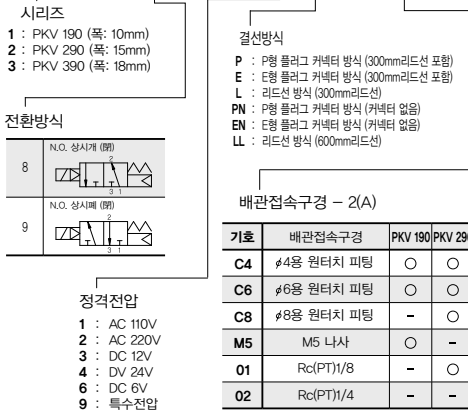 시리즈
1 : PKV 190 (폭: 10mm)
2 : PKV 290 (폭: 15mm)
3 : PKV 390 (폭: 18mm)
전환방식
8 N.O. 상시개 (閉)
2
3 1
9 N.O. 상시폐 (閉)
2
3 1
정격전압
1 : AC 110V
2 : AC 220V
3 : DC 12V
4 : DV 24V
6 : DC 6V
9 : 특수전압
결선방식
P : P형 플러그 커넥터 방식 (300mm리드선 포함)
E : E형 플러그 커넥터 방식 (300mm리드선 포함)
L : 리드선 방식 (300mm리드선)
PN : P형 플러그 커넥터 방식 (커넥터 없음)
EN : E형 플러그 커넥터 방식 (커넥터 없음)
LL : 리드선 방식 (600mm리드선)
배관접속구경 - 2(A)
기호 배관접속구경 PKV 190 PKV 290
C4 ø4용 원터치 피팅 ○ ○
C6 ø6용 원터치 피팅 ○ ○
C8 ø8용 원터치 피팅 - ○
M5 M5 나사 ○ -
01 Rc(PT)1/8 - ○
02 Rc(PT)1/4 - -